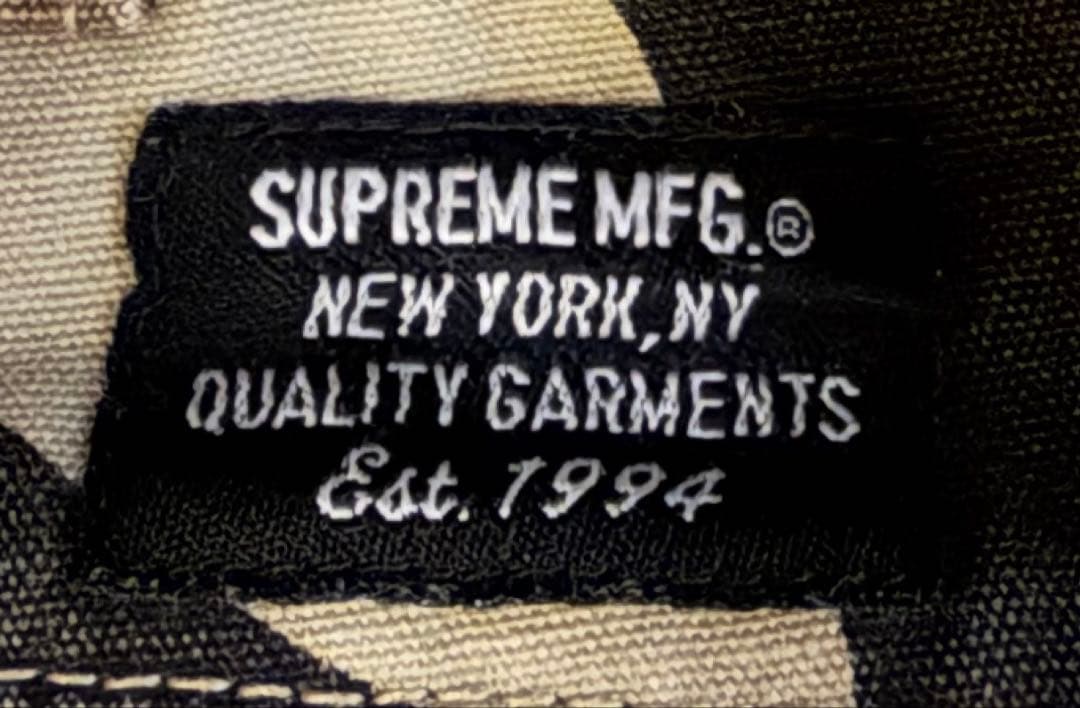 SUPREME MFG.®
NEW YORK, NY
QUALITY GARMENTS
Est. 1994